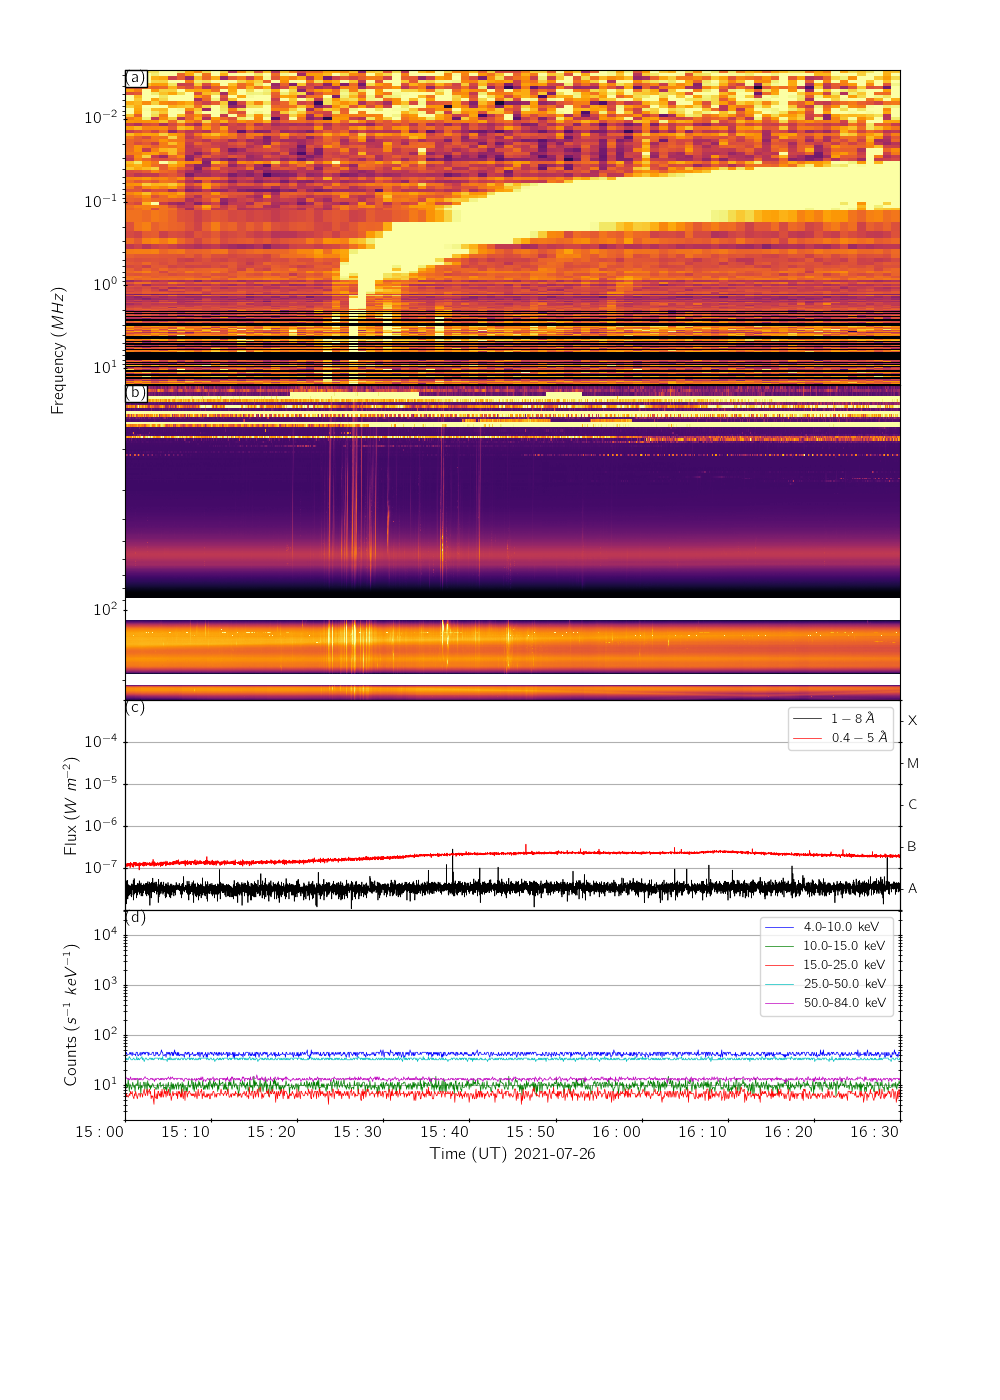 (a)
10⁻²
10⁻¹
10⁰
10¹
Frequency (MHz)
(b)
10²
(c)
1 − 8 Å
0.4 − 5 Å
X
M
C
B
A
10⁻⁴
10⁻⁵
10⁻⁶
10⁻⁷
Flux (W m⁻²)
(d)
4.0-10.0 keV
10.0-15.0 keV
15.0-25.0 keV
25.0-50.0 keV
50.0-84.0 keV
10⁴
10³
10²
10¹
Counts (s⁻¹ keV⁻¹)
15 : 00 15 : 10 15 : 20 15 : 30 15 : 40 15 : 50 16 : 00 16 : 10 16 : 20 16 : 30
Time (UT) 2021-07-26